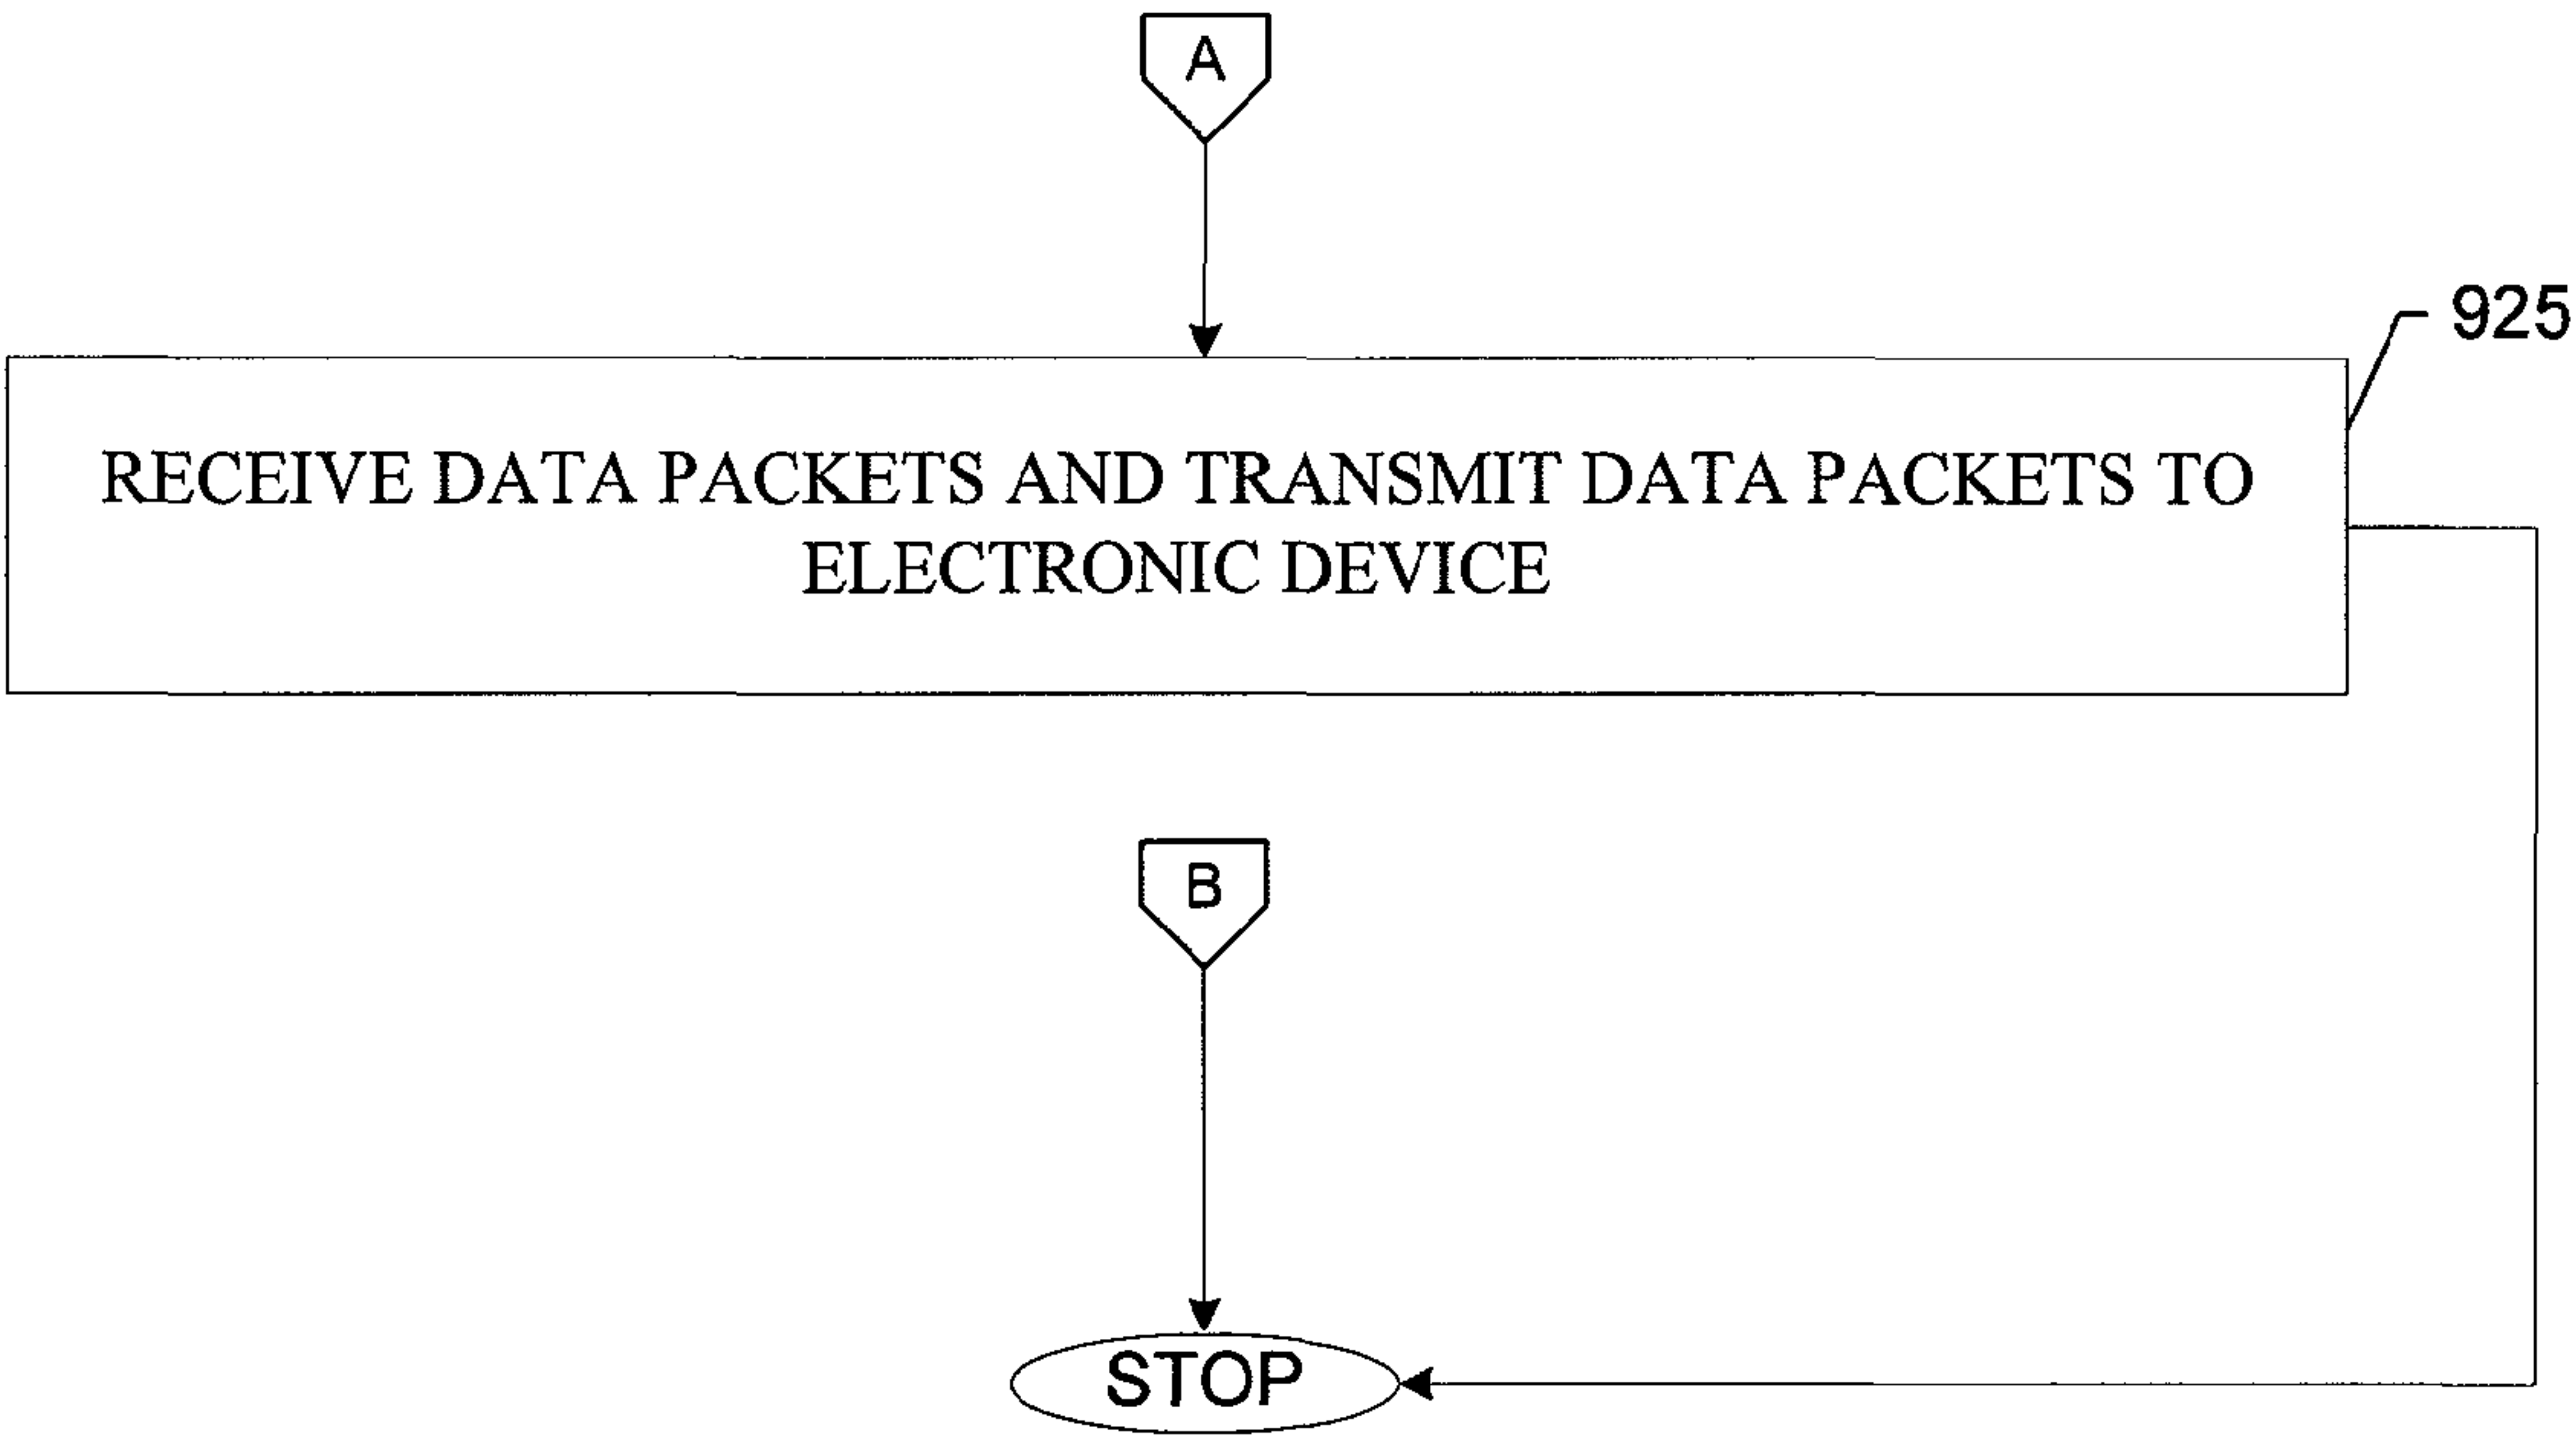 A
925
RECEIVE DATA PACKETS AND TRANSMIT DATA PACKETS TO
ELECTRONIC DEVICE
B
STOP